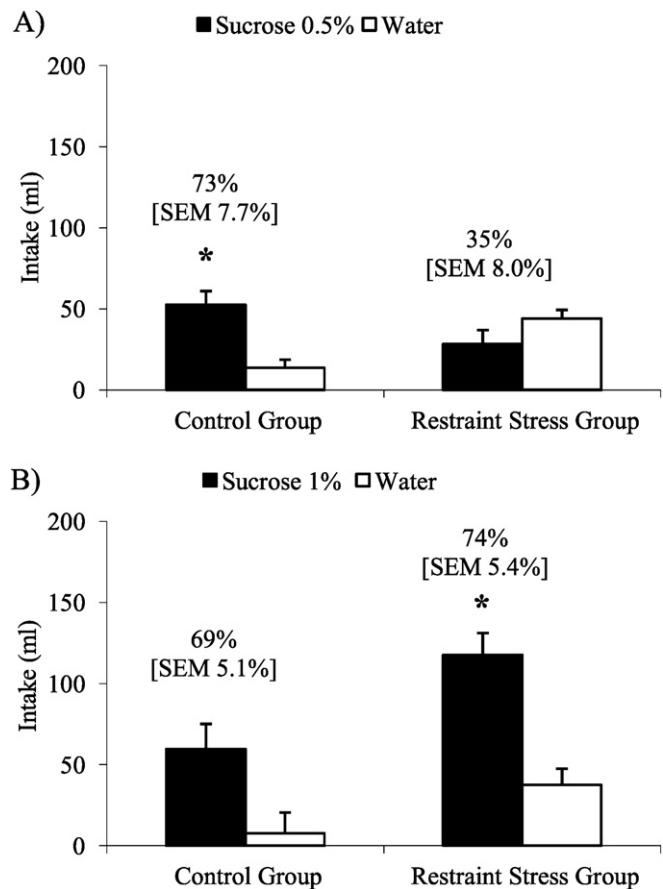 A)
Sucrose 0.5% Water
200
150
100
50
0
Intake (ml)
73%
[SEM 7.7%]
*
35%
[SEM 8.0%]
Control Group Restraint Stress Group
B)
Sucrose 1% Water
200
150
100
50
0
Intake (ml)
69%
[SEM 5.1%]
74%
[SEM 5.4%]
*
Control Group Restraint Stress Group